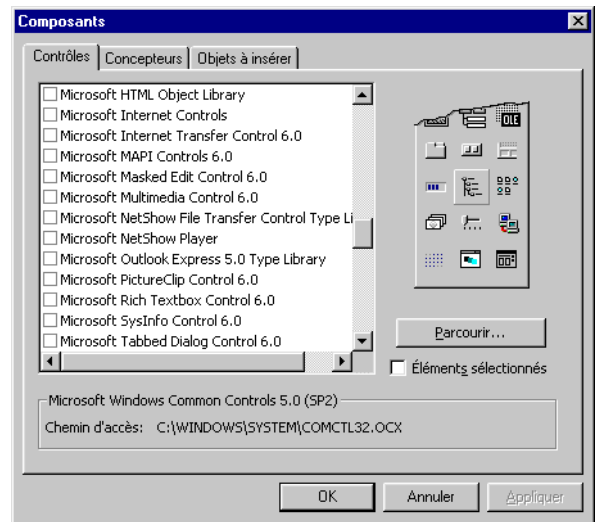 Composants
Contrôles Concepteurs Objets à insérer
Microsoft HTML Object Library
Microsoft Internet Controls
Microsoft Internet Transfer Control 6.0
Microsoft MAPI Controls 6.0
Microsoft Masked Edit Control 6.0
Microsoft Multimedia Control 6.0
Microsoft NetShow File Transfer Control Type Li
Microsoft NetShow Player
Microsoft Outlook Express 5.0 Type Library
Microsoft PictureClip Control 6.0
Microsoft Rich Textbox Control 6.0
Microsoft SysInfo Control 6.0
Microsoft Tabbed Dialog Control 6.0
OLE
Parcourir...
Éléments sélectionnés
Microsoft Windows Common Controls 5.0 (SP2)
Chemin d'accès: C:\WINDOWS\SYSTEM\COMCTL32.OCX
OK Annuler Appliquer